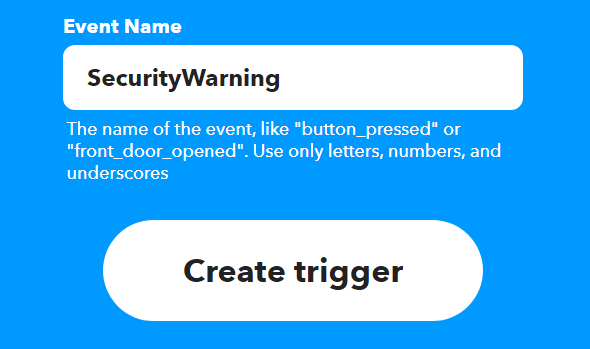 Event Name
SecurityWarning
The name of the event, like "button_pressed" or
"front_door_opened". Use only letters, numbers, and
underscores
Create trigger